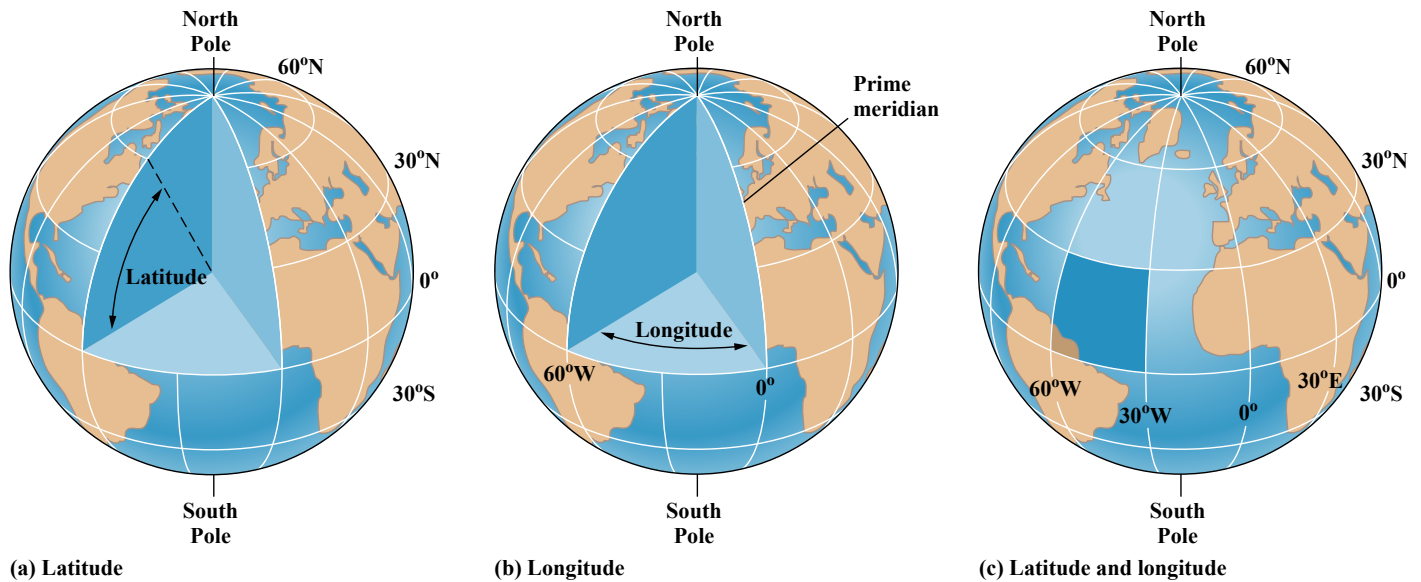 North
Pole
60°N
30°N
0°
30°S
Latitude
South
Pole
(a) Latitude
North
Pole
Prime
meridian
Longitude
60°W
0°
South
Pole
(b) Longitude
North
Pole
60°N
30°N
0°
30°S
60°W
30°W
0°
30°E
South
Pole
(c) Latitude and longitude